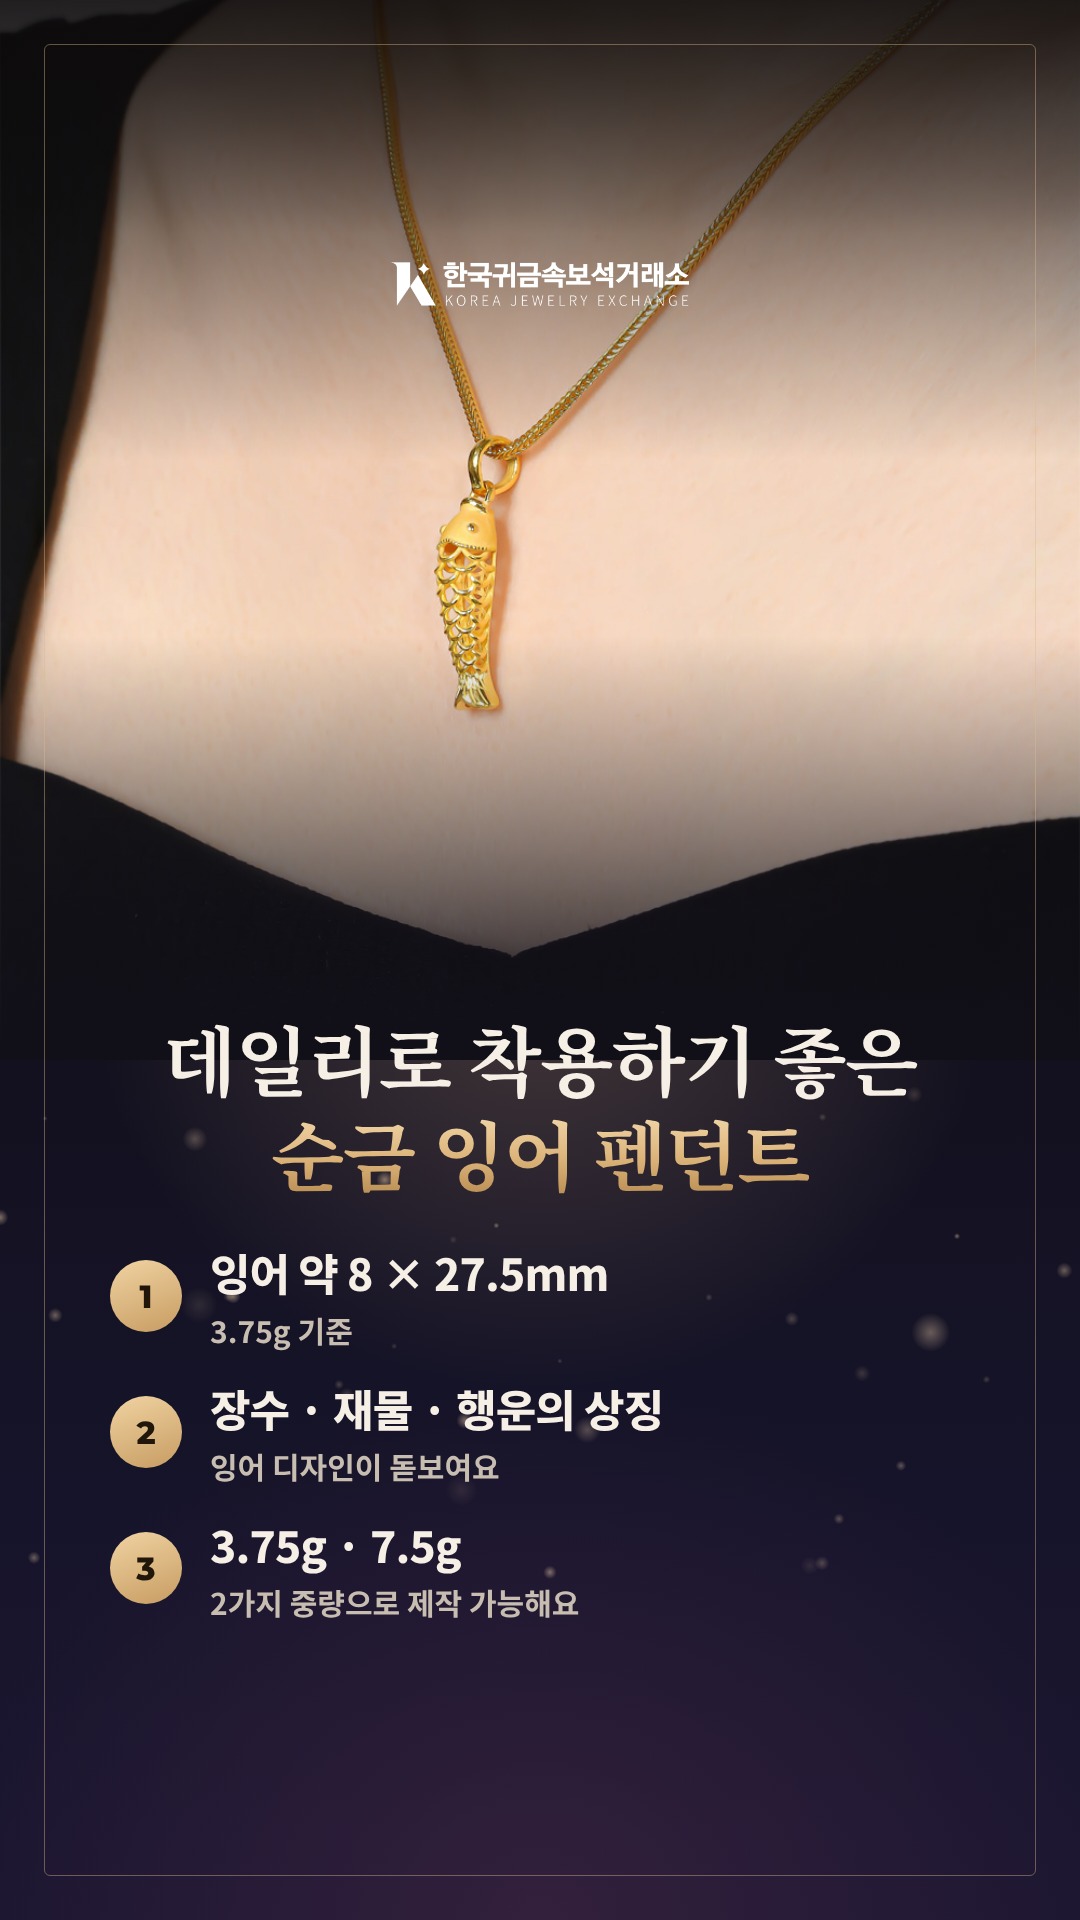 한국귀금속보석거래소
KOREA JEWELRY EXCHANGE
데일리로 착용하기 좋은
순금 잉어 펜던트
1
잉어 약 8 × 27.5mm
3.75g 기준
2
장수 · 재물 · 행운의 상징
잉어 디자인이 돋보여요
3
3.75g · 7.5g
2가지 중량으로 제작 가능해요